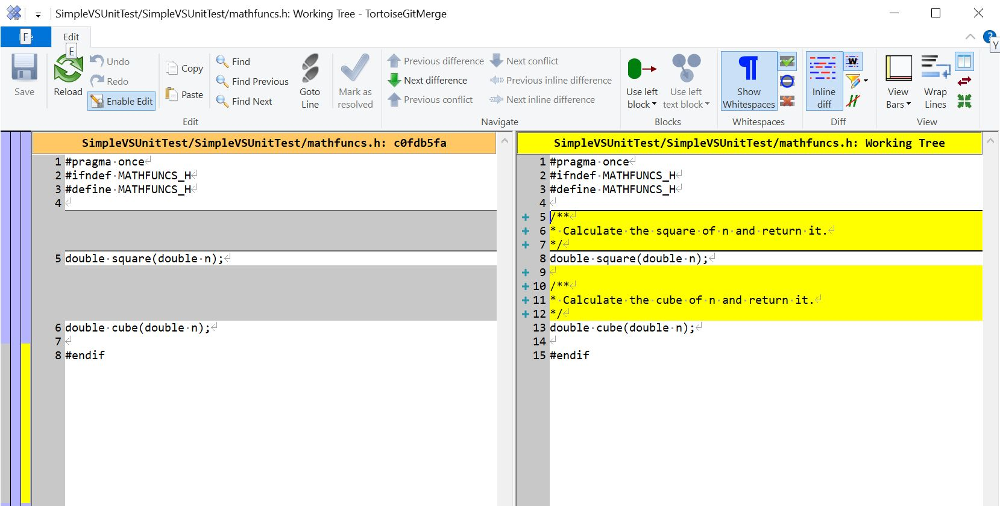 SimpleVSUnitTest/SimpleVSUnitTest/mathfuncs.h: Working Tree - TortoiseGitMerge
F
Edit
E
?
Y
Save
Reload
Undo
Redo
Enable Edit
Copy
Paste
Find
Find Previous
Find Next
Goto
Line
Mark as
resolved
Previous difference
Next difference
Previous conflict
Next conflict
Previous inline difference
Next inline difference
Use left
block
Use left
text block
Show
Whitespaces
Inline
diff
W
View
Bars
Wrap
Lines
Edit
Navigate
Blocks
Whitespaces
Diff
View
SimpleVSUnitTest/SimpleVSUnitTest/mathfuncs.h: c0fdb5fa
1 #pragma once
2 #ifndef MATHFUNCS_H
3 #define MATHFUNCS_H
4
5 double square(double n);
6 double cube(double n);
7
8 #endif
SimpleVSUnitTest/SimpleVSUnitTest/mathfuncs.h: Working Tree
1 #pragma once
2 #ifndef MATHFUNCS_H
3 #define MATHFUNCS_H
4
+ 5 /**
+ 6 * Calculate the square of n and return it.
+ 7 */
8 double square(double n);
+ 9
+ 10 /**
+ 11 * Calculate the cube of n and return it.
+ 12 */
13 double cube(double n);
14
15 #endif